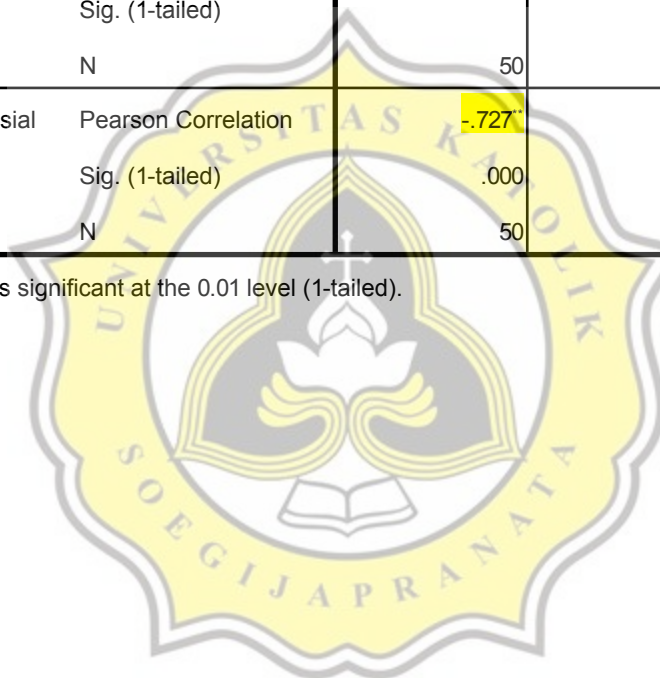 Sig. (1-tailed)
N 50
sial Pearson Correlation -.727**
Sig. (1-tailed) .000
N 50
s significant at the 0.01 level (1-tailed).
UNIVERSITAS KATOLIK
SOEGIJAPRANATA